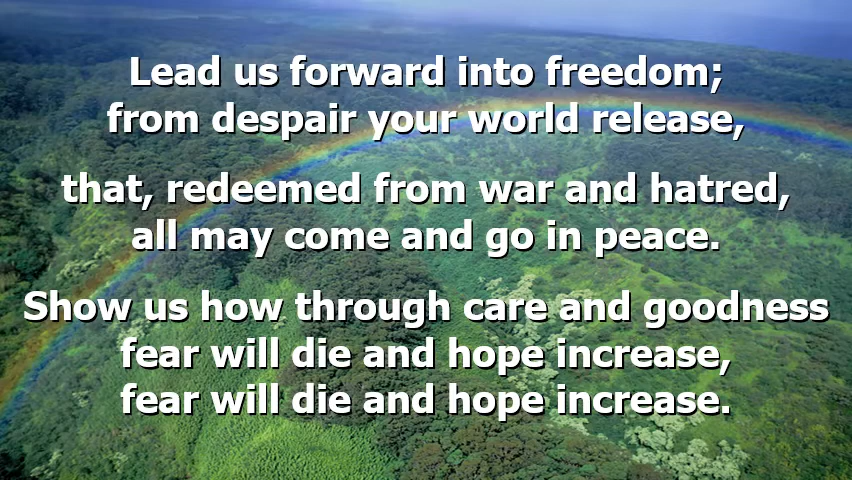 Lead us forward into freedom;
from despair your world release,
that, redeemed from war and hatred,
all may come and go in peace.
Show us how through care and goodness
fear will die and hope increase,
fear will die and hope increase.